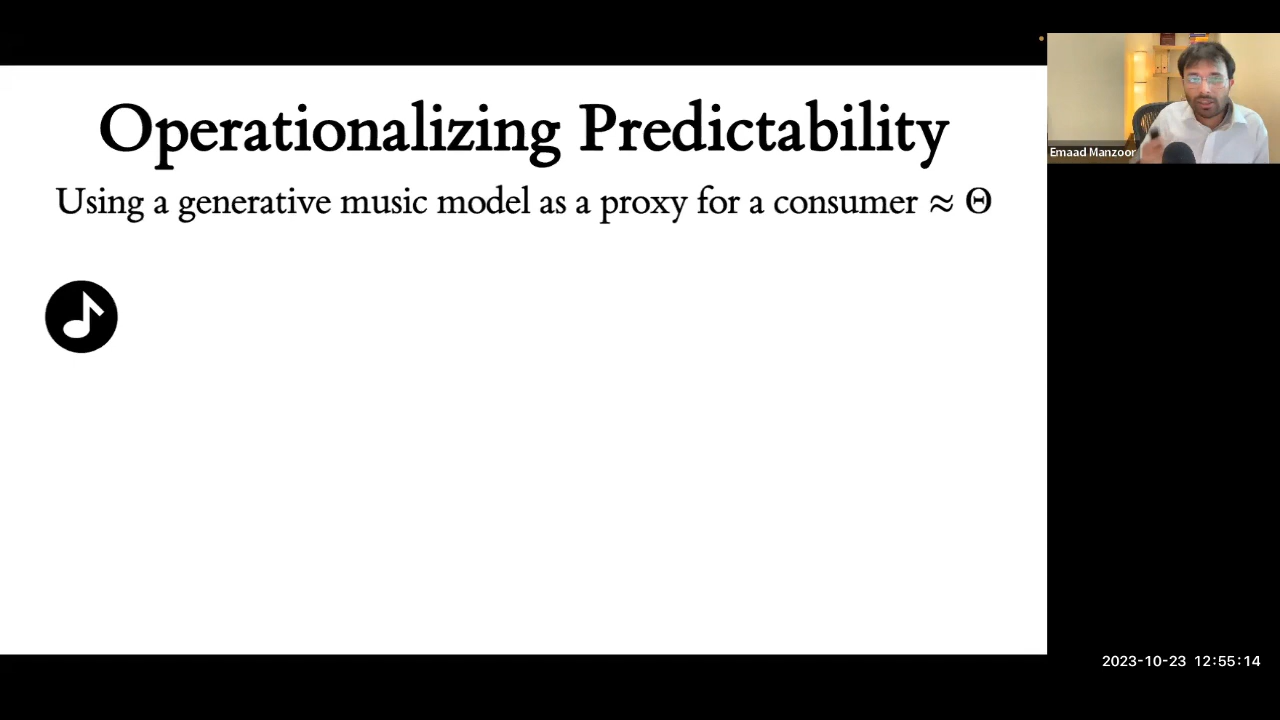 Operationalizing Predictability
Using a generative music model as a proxy for a consumer ≈ Θ
Emaad Manzoor
2023-10-23 12:55:14